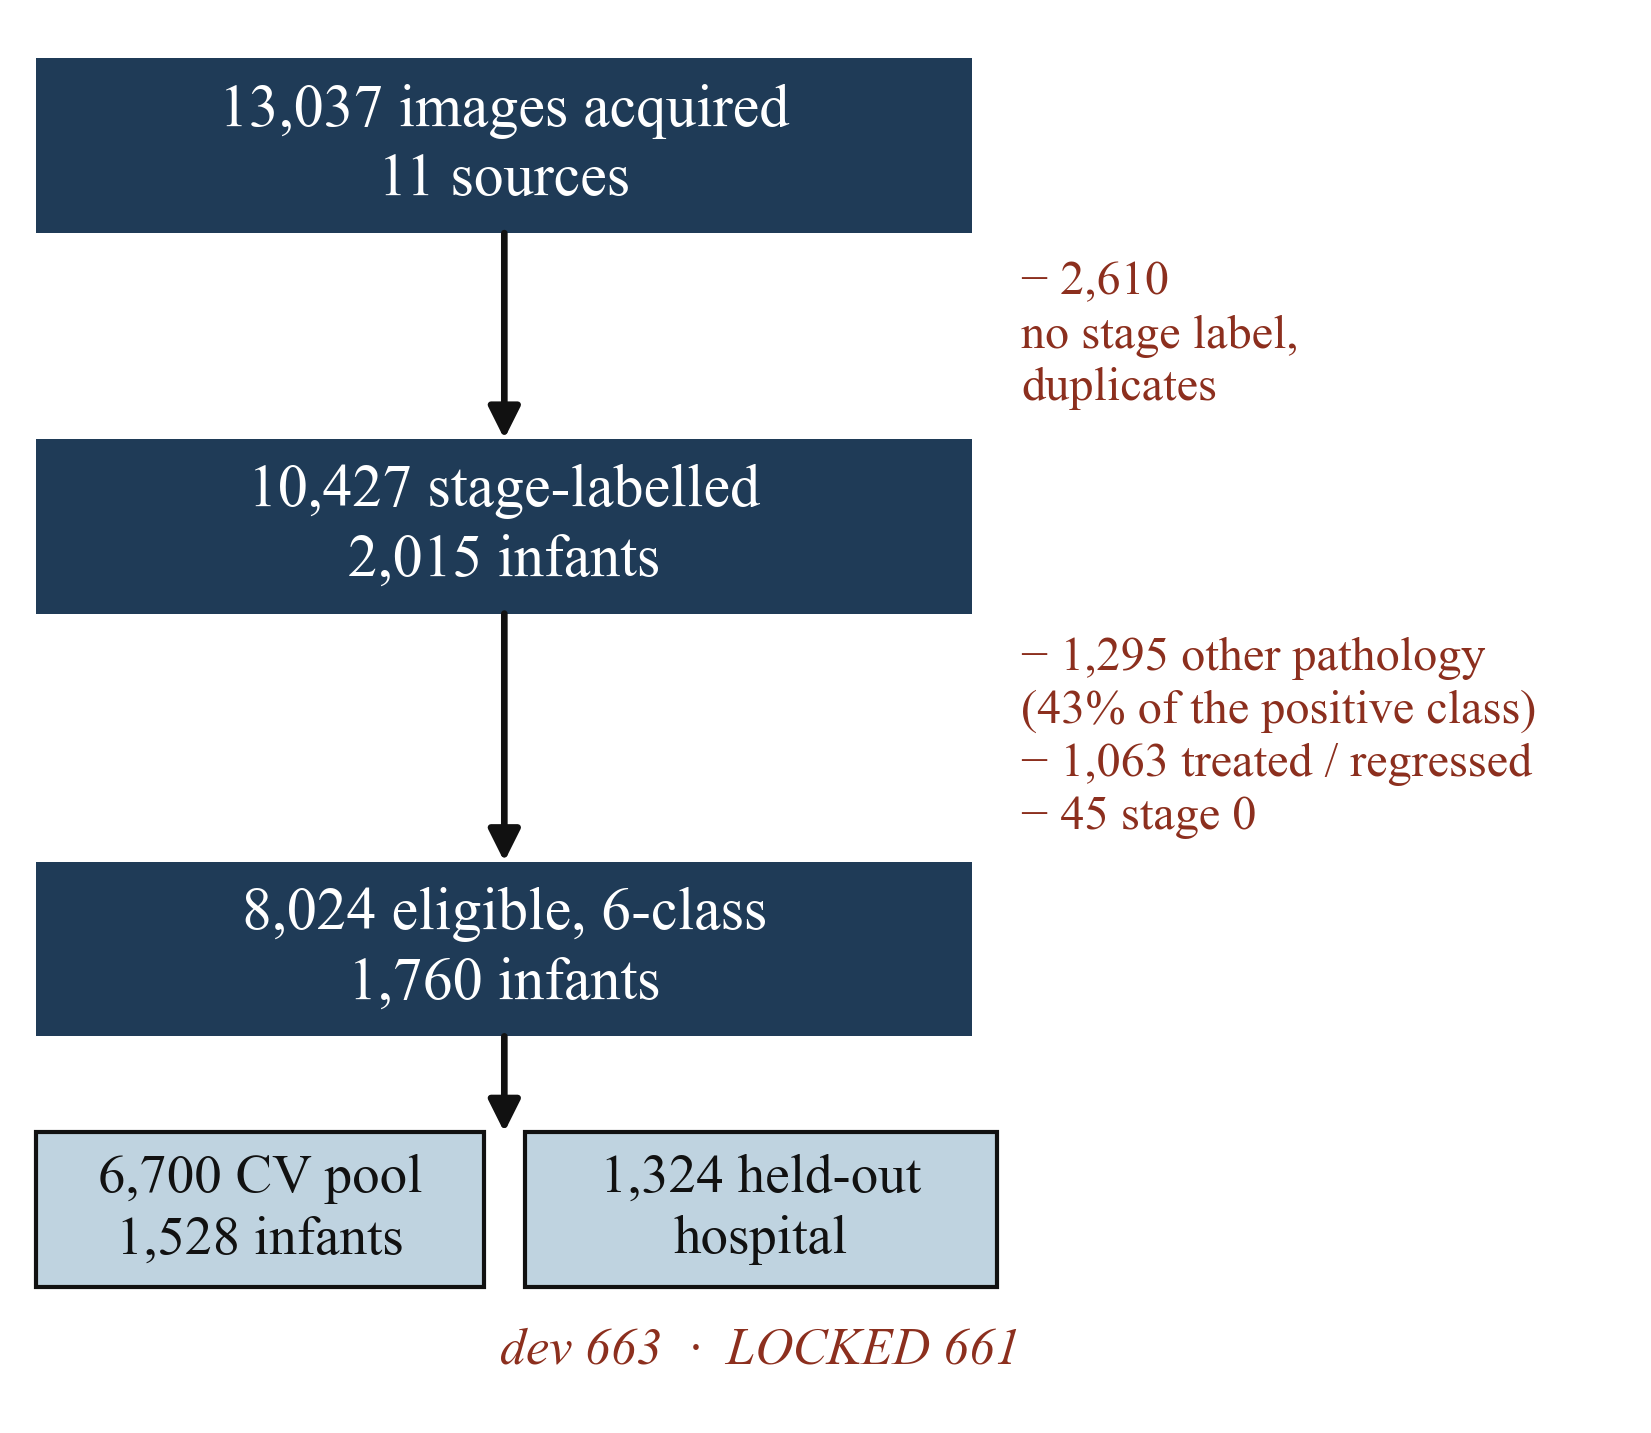 13,037 images acquired
11 sources
− 2,610
no stage label,
duplicates
10,427 stage-labelled
2,015 infants
− 1,295 other pathology
(43% of the positive class)
− 1,063 treated / regressed
− 45 stage 0
8,024 eligible, 6-class
1,760 infants
6,700 CV pool
1,528 infants
1,324 held-out
hospital
dev 663 · LOCKED 661